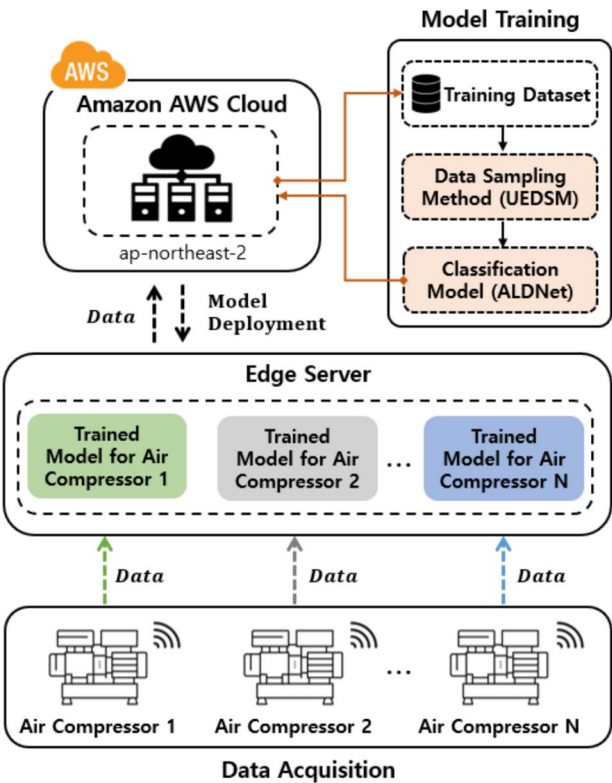 Model Training
AWS
Amazon AWS Cloud
ap-northeast-2
Training Dataset
Data Sampling
Method (UEDSM)
Classification
Model (ALDNet)
Data
Model
Deployment
Edge Server
Trained
Model for Air
Compressor 1
Trained
Model for Air
Compressor 2
...
Trained
Model for Air
Compressor N
Data
Data
Data
Air Compressor 1
Air Compressor 2
...
Air Compressor N
Data Acquisition